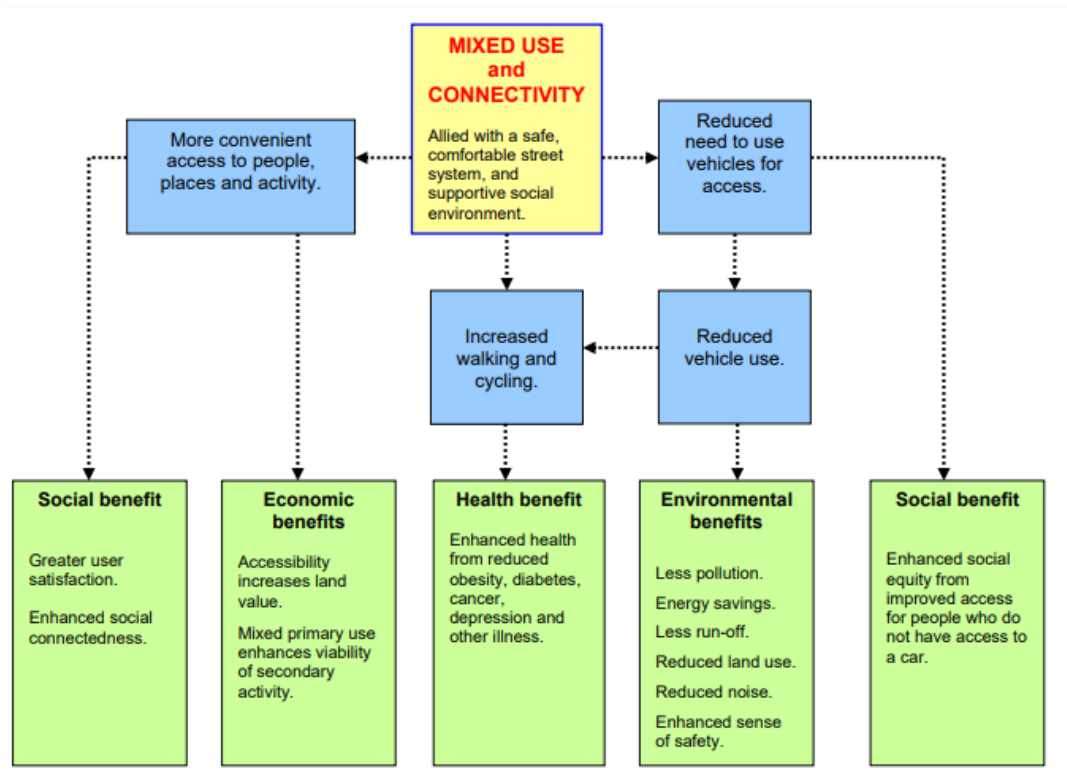 MIXED USE
and
CONNECTIVITY
Allied with a safe,
comfortable street
system, and
supportive social
environment.
More convenient
access to people,
places and activity.
Reduced
need to use
vehicles for
access.
Increased
walking and
cycling.
Reduced
vehicle use.
Social benefit
Greater user
satisfaction.
Enhanced social
connectedness.
Economic
benefits
Accessibility
increases land
value.
Mixed primary use
enhances viability
of secondary
activity.
Health benefit
Enhanced health
from reduced
obesity, diabetes,
cancer,
depression and
other illness.
Environmental
benefits
Less pollution.
Energy savings.
Less run-off.
Reduced land use.
Reduced noise.
Enhanced sense
of safety.
Social benefit
Enhanced social
equity from
improved access
for people who do
not have access to
a car.